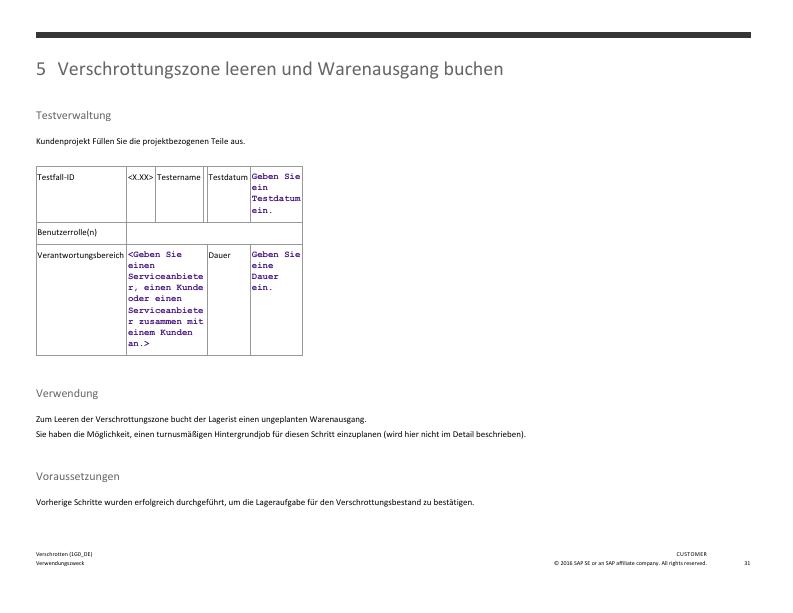 5 Verschrottungszone leeren und Warenausgang buchen
Testverwaltung
Kundenprojekt Füllen Sie die projektbezogenen Teile aus.
Testfall-ID <X.XX> Testername Testdatum Geben Sie
ein
Testdatum
ein.
Benutzerrolle(n)
Verantwortungsbereich <Geben Sie Dauer Geben Sie
einen eine
Serviceanbiete Dauer
r, einen Kunde ein.
oder einen
Serviceanbiete
r zusammen mit
einem Kunden
an.>
Verwendung
Zum Leeren der Verschrottungszone bucht der Lagerist einen ungeplanten Warenausgang.
Sie haben die Möglichkeit, einen turnusmäßigen Hintergrundjob für diesen Schritt einzuplanen (wird hier nicht im Detail beschrieben).
Voraussetzungen
Vorherige Schritte wurden erfolgreich durchgeführt, um die Lageraufgabe für den Verschrottungsbestand zu bestätigen.
Verschrotten (1G0_DE) CUSTOMER
Verwendungszweck © 2016 SAP SE or an SAP affiliate company. All rights reserved. 31